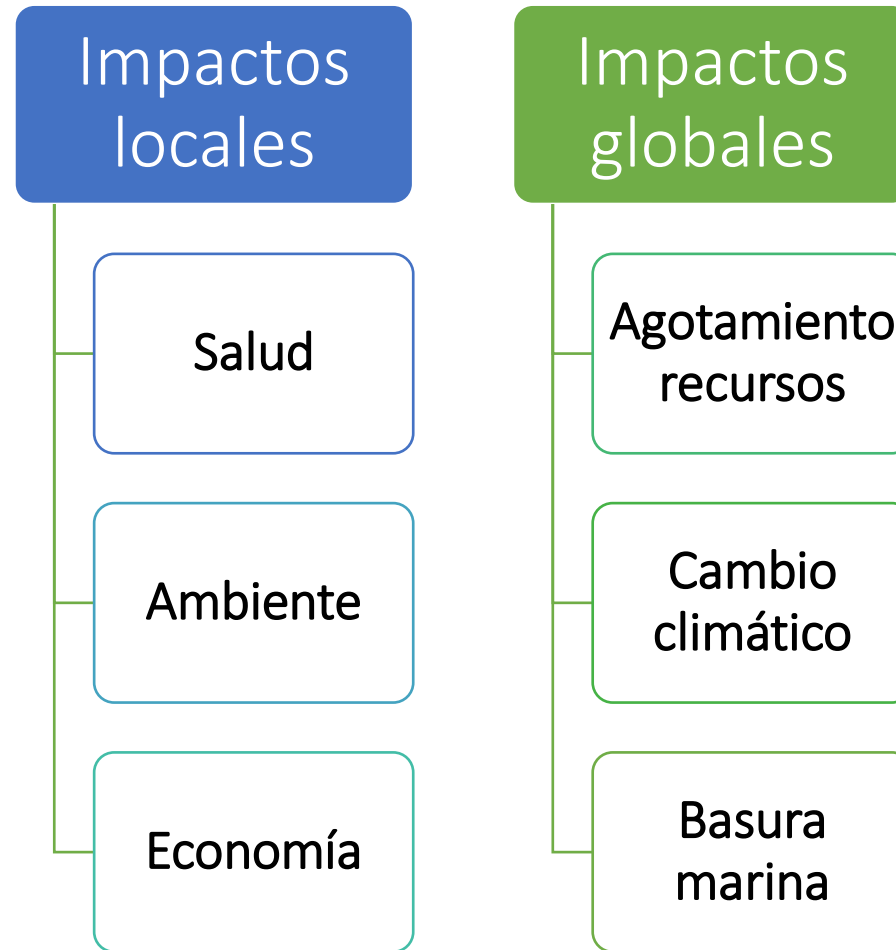 Impactos
locales
Salud
Ambiente
Economía
Impactos
globales
Agotamiento
recursos
Cambio
climático
Basura
marina